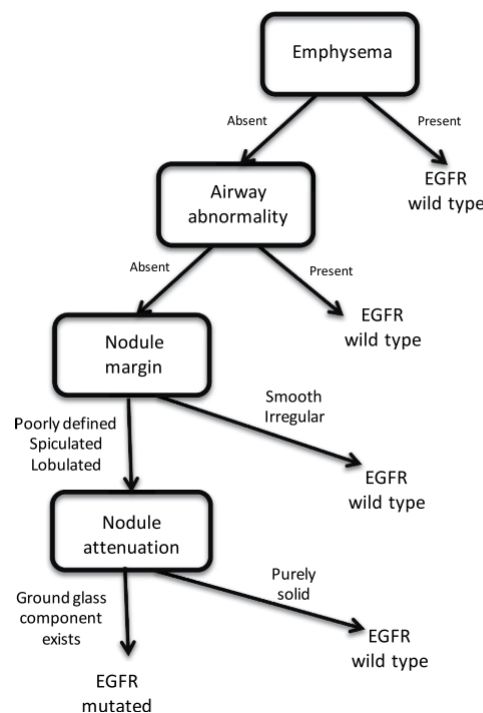 Emphysema
Absent
Present
EGFR
wild type
Airway
abnormality
Absent
Present
EGFR
wild type
Nodule
margin
Poorly defined
Spiculated
Lobulated
Smooth
Irregular
EGFR
wild type
Nodule
attenuation
Ground glass
component
exists
Purely
solid
EGFR
wild type
EGFR
mutated